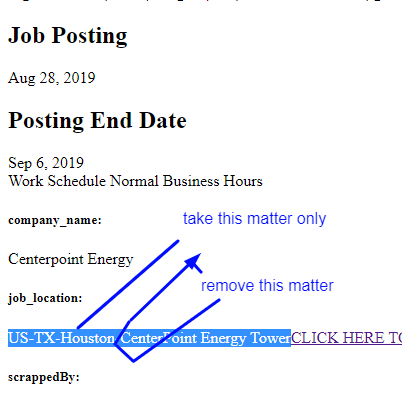 Job Posting
Aug 28, 2019
Posting End Date
Sep 6, 2019
Work Schedule Normal Business Hours
company_name:
take this matter only
Centerpoint Energy
remove this matter
job_location:
US-TX-Houston CenterPoint Energy TowerCLICK HERE TO
scrappedBy: